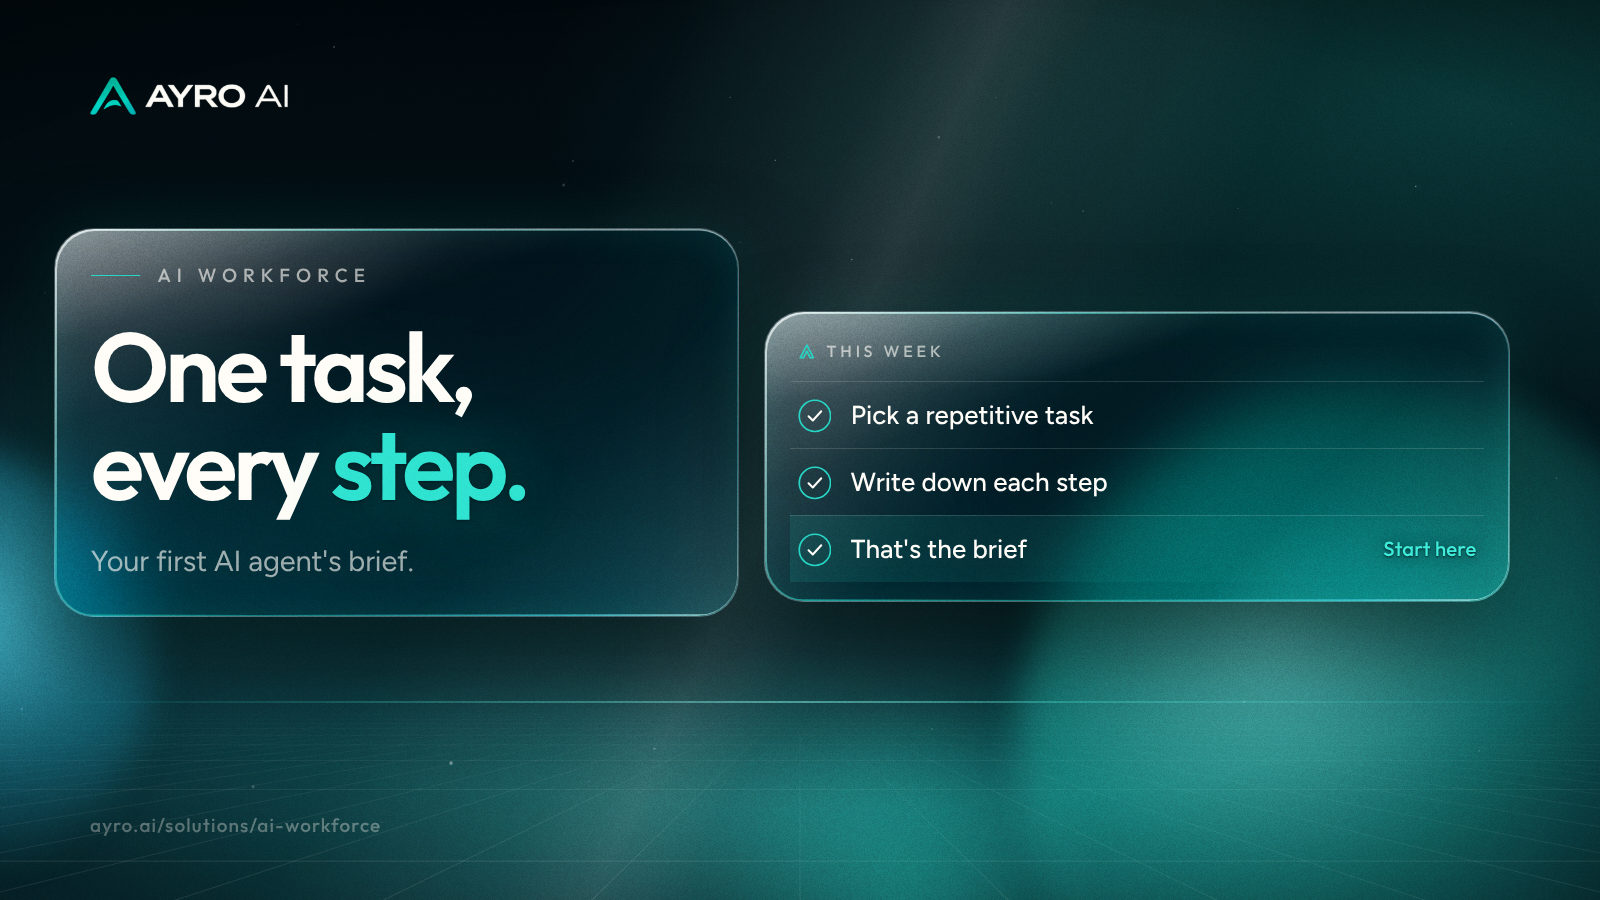 AYRO AI
AI WORKFORCE
One task,
every step.
Your first AI agent's brief.
THIS WEEK
Pick a repetitive task
Write down each step
That's the brief
Start here
ayro.ai/solutions/ai-workforce